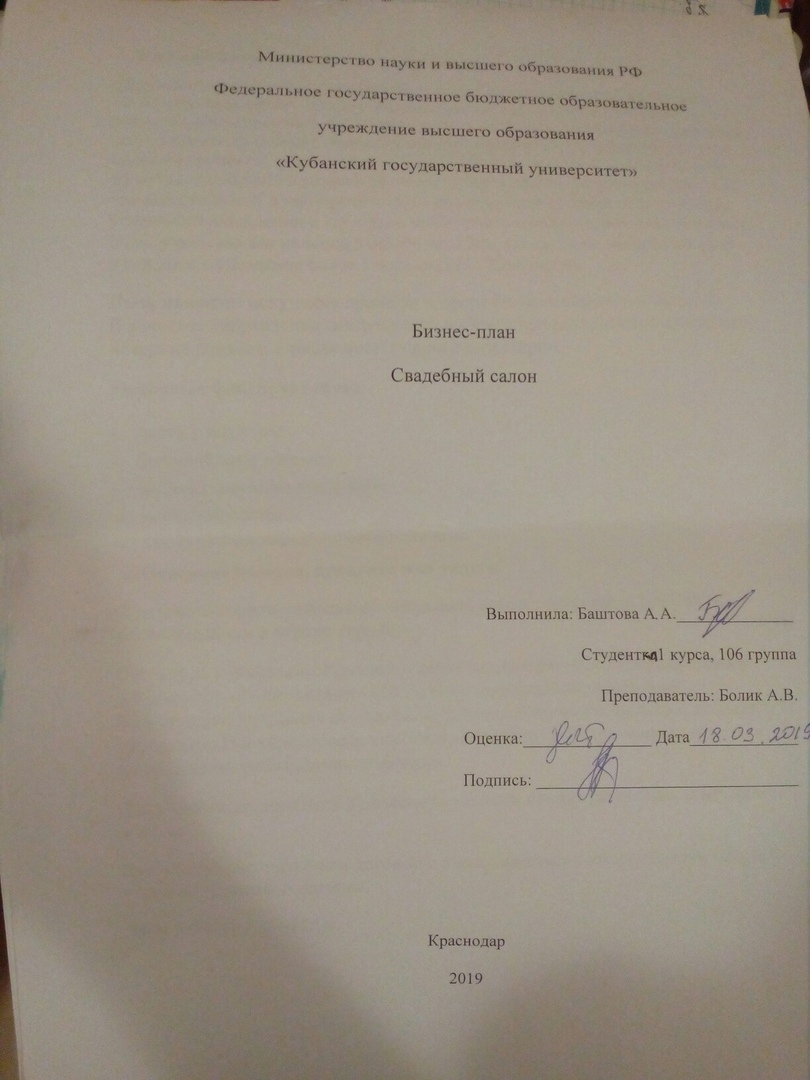 Министерство науки и высшего образования РФ
Федеральное государственное бюджетное образовательное
учреждение высшего образования
«Кубанский государственный университет»
Бизнес-план
Свадебный салон
Выполнила: Баштова А.А.
Студентка 1 курса, 106 группа
Преподаватель: Болик А.В.
Оценка: Дата 18.03.2019
Подпись:
Краснодар
2019